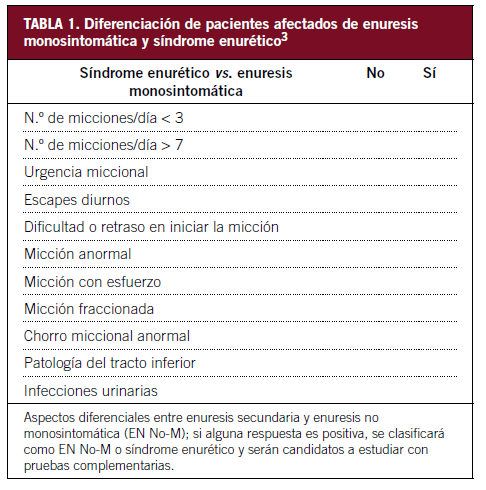 TABLA 1. Diferenciación de pacientes afectados de enuresis
monosintomática y síndrome enurético3
Síndrome enurético vs. enuresis No Sí
monosintomática
N.º de micciones/día < 3
N.º de micciones/día > 7
Urgencia miccional
Escapes diurnos
Dificultad o retraso en iniciar la micción
Micción anormal
Micción con esfuerzo
Micción fraccionada
Chorro miccional anormal
Patología del tracto inferior
Infecciones urinarias
Aspectos diferenciales entre enuresis secundaria y enuresis no
monosintomática (EN No-M); si alguna respuesta es positiva, se clasificará
como EN No-M o síndrome enurético y serán candidatos a estudiar con
pruebas complementarias.